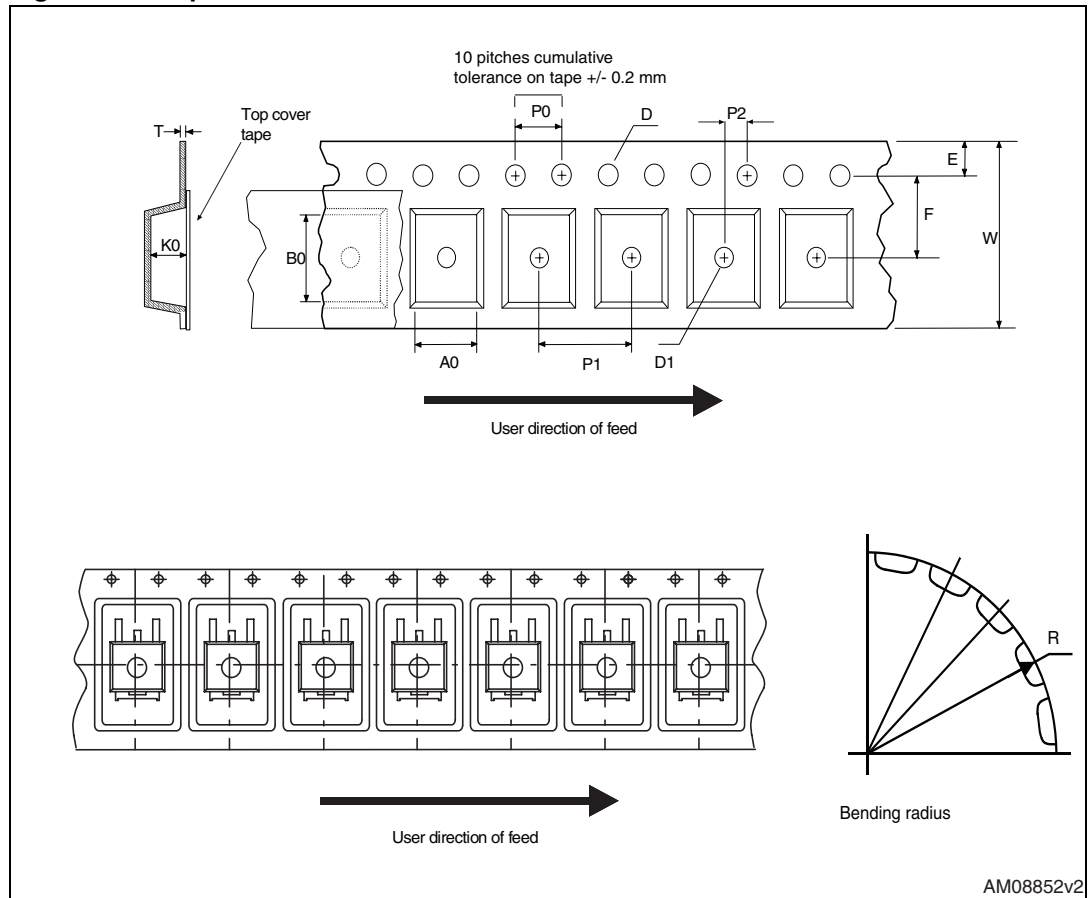 10 pitches cumulative
tolerance on tape +/- 0.2 mm
P0
D
P2
T
Top cover
tape
E
F
W
K0
B0
A0
P1
D1
User direction of feed
R
User direction of feed
Bending radius
AM08852v2